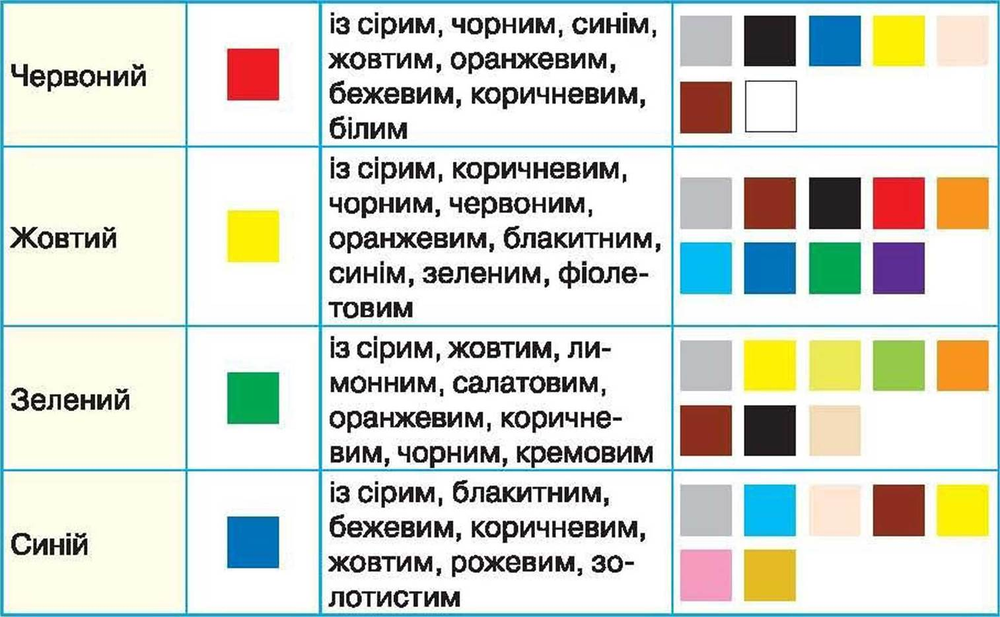 Червоний
із сірим, чорним, синім,
жовтим, оранжевим,
бежевим, коричневим,
білим
Жовтий
із сірим, коричневим,
чорним, червоним,
оранжевим, блакитним,
синім, зеленим, фіоле-
товим
Зелений
із сірим, жовтим, ли-
монним, салатовим,
оранжевим, коричне-
вим, чорним, кремовим
Синій
із сірим, блакитним,
бежевим, коричневим,
жовтим, рожевим, зо-
лотистим